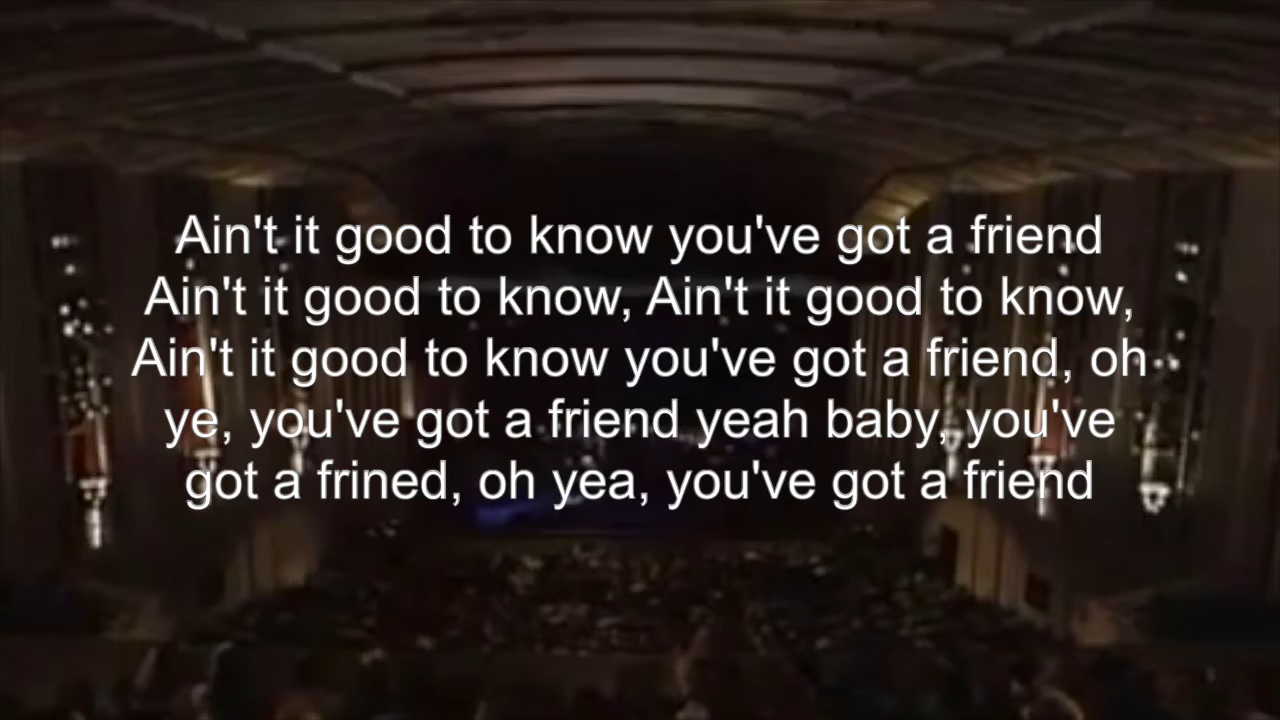 Ain't it good to know you've got a friend
Ain't it good to know, Ain't it good to know,
Ain't it good to know you've got a friend, oh
ye, you've got a friend yeah baby, you've
got a frined, oh yea, you've got a friend